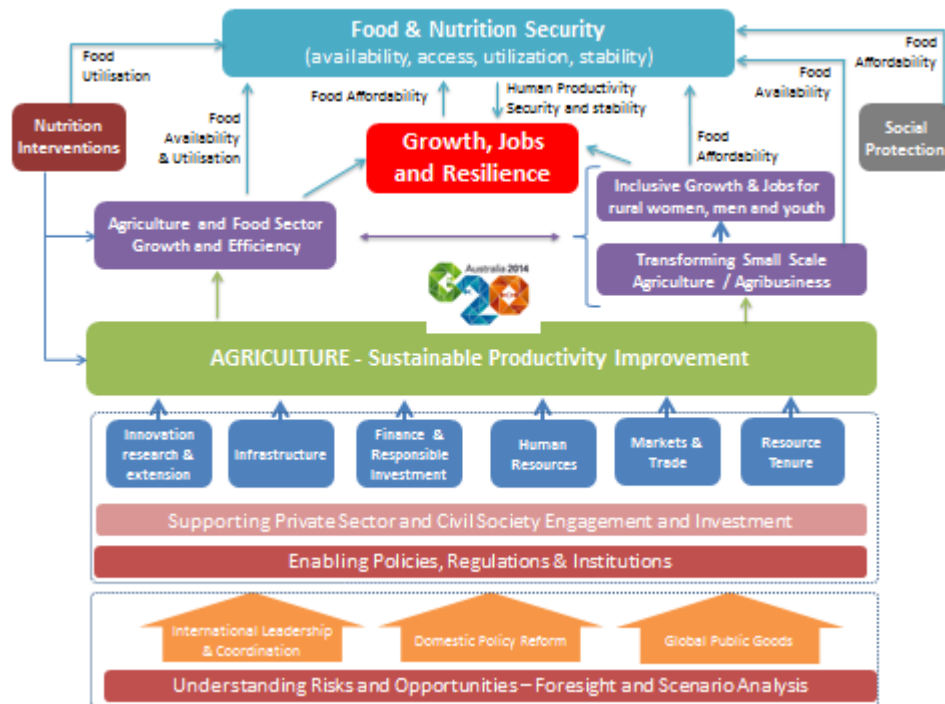 Food & Nutrition Security
(availability, access, utilization, stability)
Food
Utilisation
Food Affordability
Human Productivity
Security and stability
Food
Availability
Food
Affordability
Nutrition
Interventions
Food
Availability
& Utilisation
Growth, Jobs
and Resilience
Food
Affordability
Social
Protection
Inclusive Growth & Jobs for
rural women, men and youth
Agriculture and Food Sector
Growth and Efficiency
Transforming Small Scale
Agriculture / Agribusiness
Australia 2014
G20
AGRICULTURE - Sustainable Productivity Improvement
Innovation
research &
extension
Infrastructure
Finance &
Responsible
Investment
Human
Resources
Markets &
Trade
Resource
Tenure
Supporting Private Sector and Civil Society Engagement and Investment
Enabling Policies, Regulations & Institutions
International Leadership
& Coordination
Domestic Policy Reform
Global Public Goods
Understanding Risks and Opportunities – Foresight and Scenario Analysis